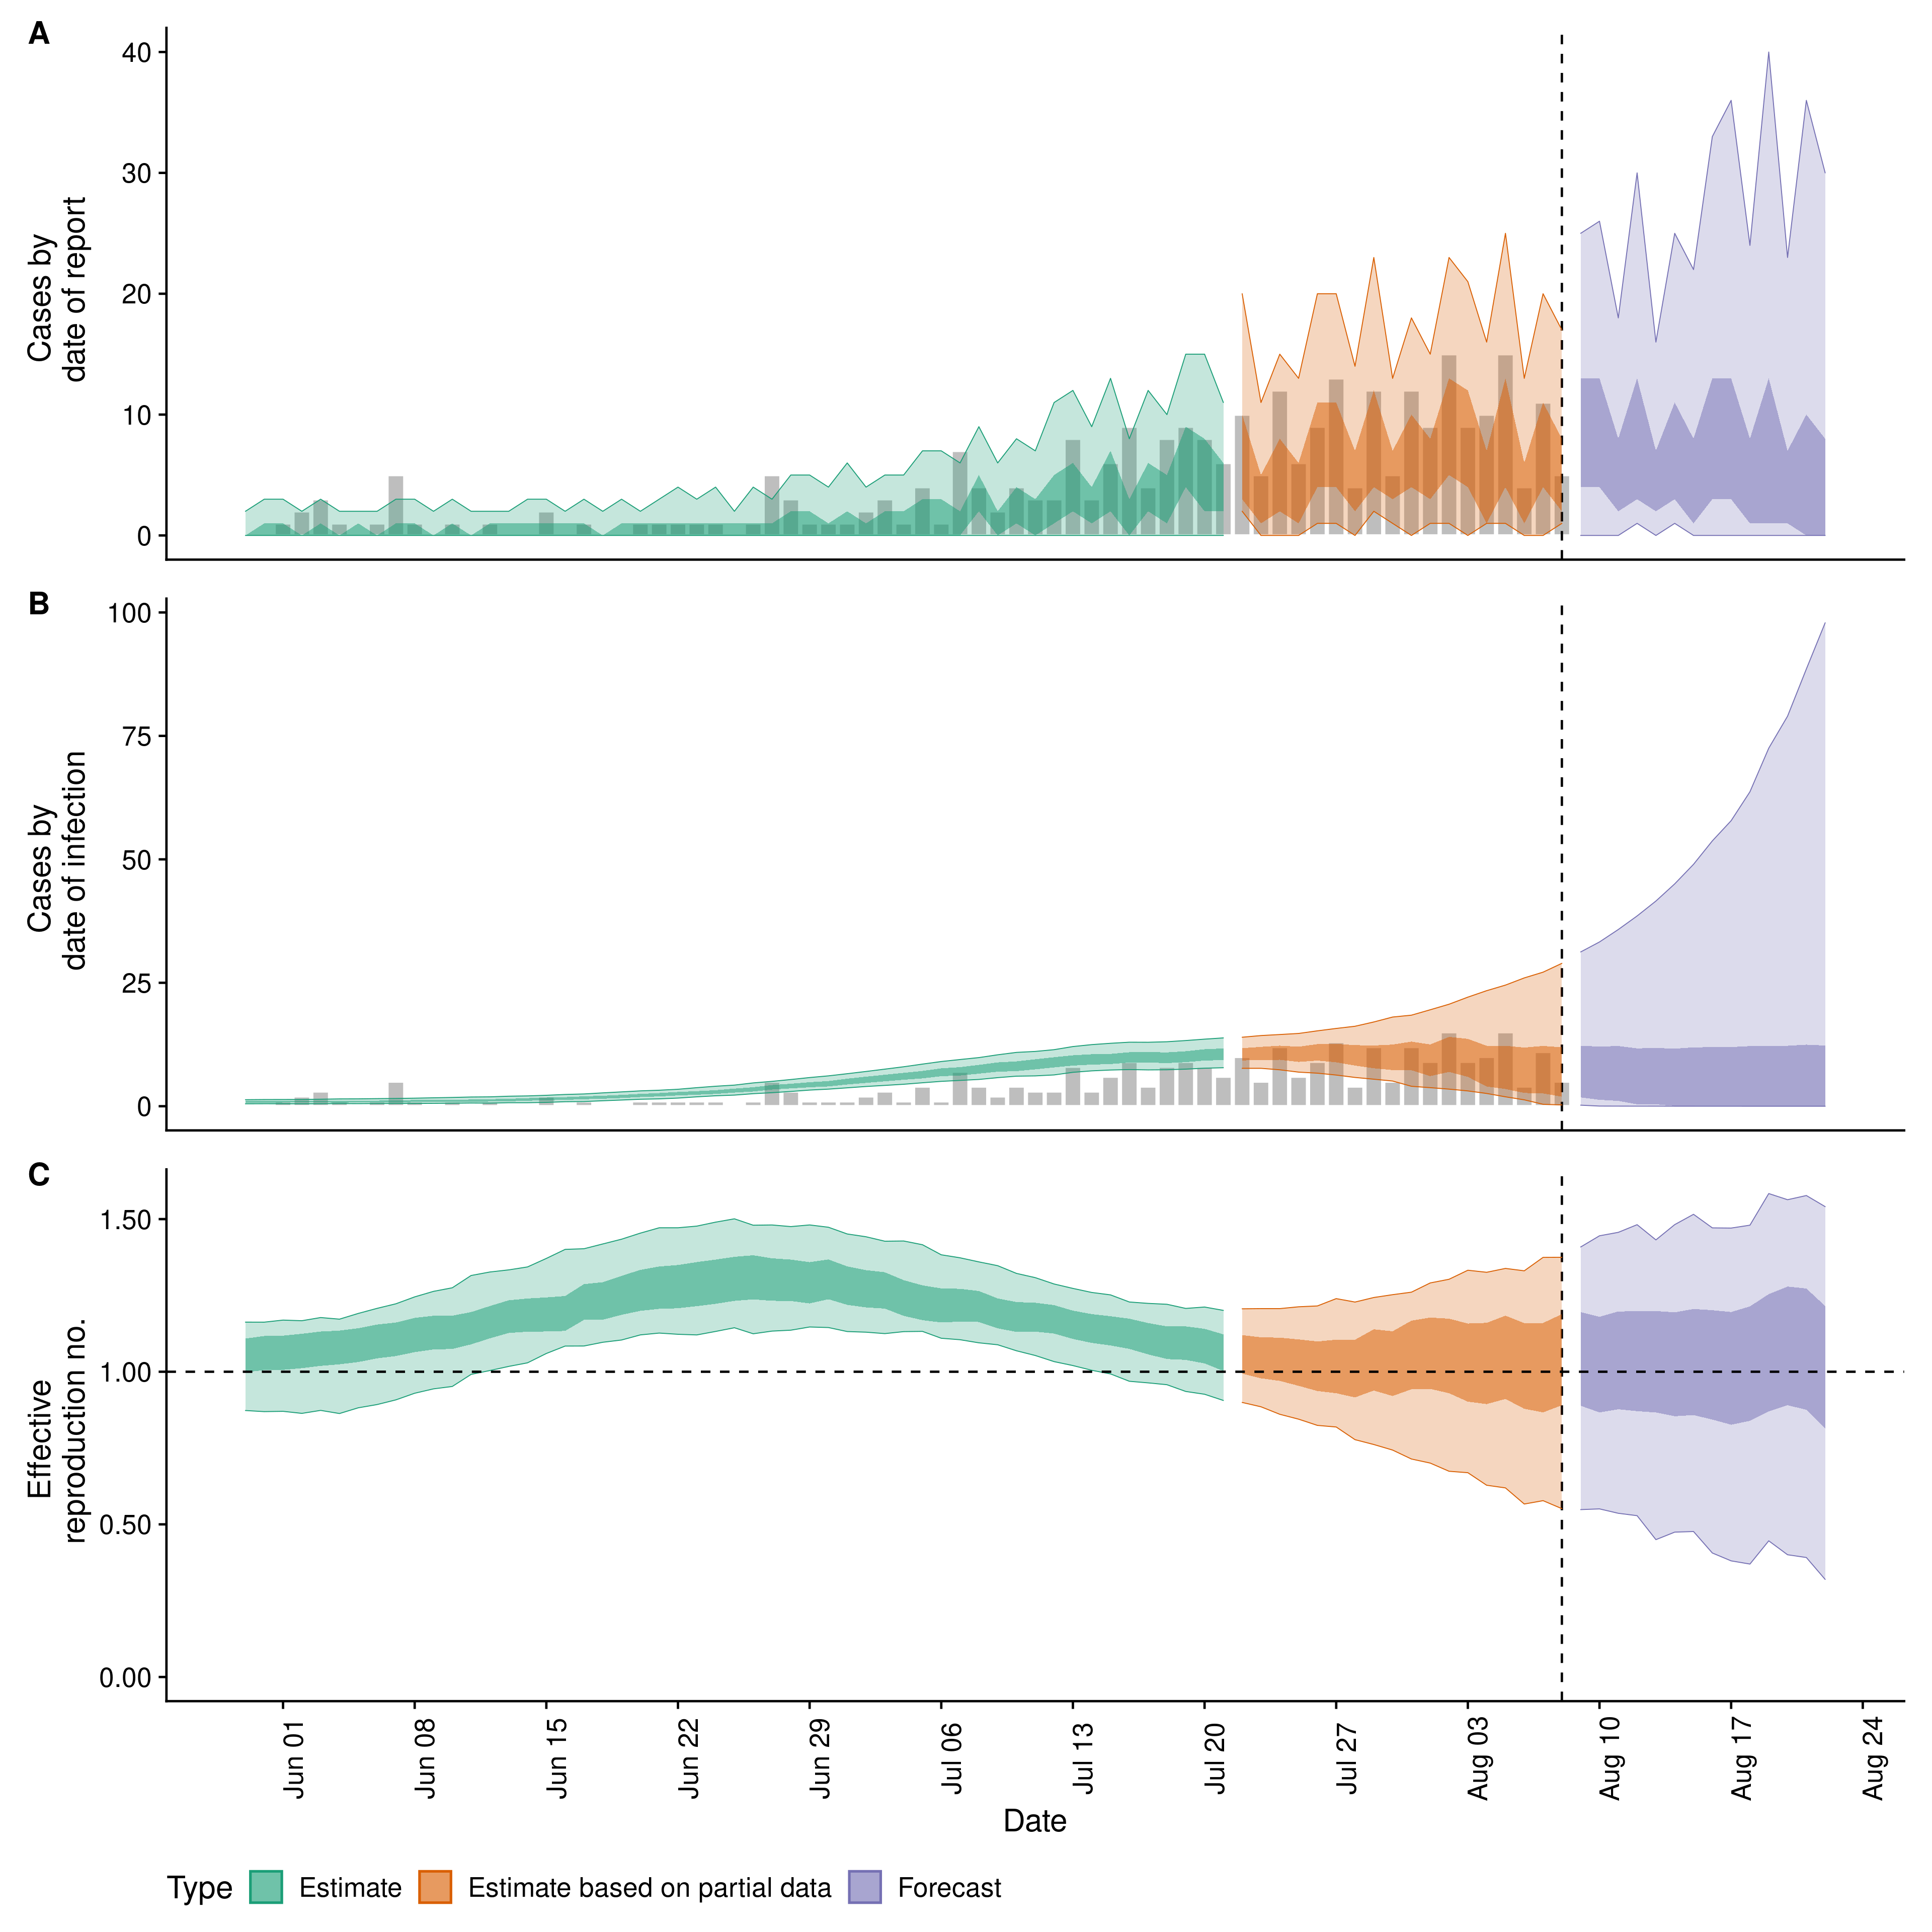 A
Cases by
date of report
40
30
20
10
0
B
Cases by
date of infection
100
75
50
25
0
C
Effective
reproduction no.
1.50
1.00
0.50
0.00
Jun 01
Jun 08
Jun 15
Jun 22
Jun 29
Jul 06
Jul 13
Jul 20
Jul 27
Aug 03
Aug 10
Aug 17
Aug 24
Date
Type Estimate Estimate based on partial data Forecast